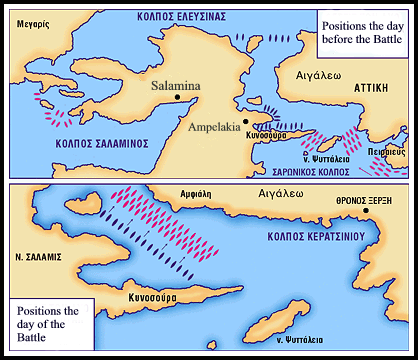 ΚΟΛΠΟΣ ΕΛΕΥΣΙΝΑΣ
Μεγαρίς
Positions the day
before the Battle
Αιγάλεω
ΑΤΤΙΚΗ
Salamina
Ampelakia
ΚΟΛΠΟΣ ΣΑΛΑΜΙΝΟΣ
Κυνοσούρα
ν. Ψυττάλεια
Πειραιεύς
ΣΑΡΩΝΙΚΟΣ ΚΟΛΠΟΣ
Αμφιάλη
Αιγάλεω
ΘΡΟΝΟΣ ΞΕΡΞΗ
ΚΟΛΠΟΣ ΚΕΡΑΤΣΙΝΙΟΥ
Ν. ΣΑΛΑΜΙΣ
Κυνοσούρα
Positions the
day of the
Battle
ν. Ψυττάλεια